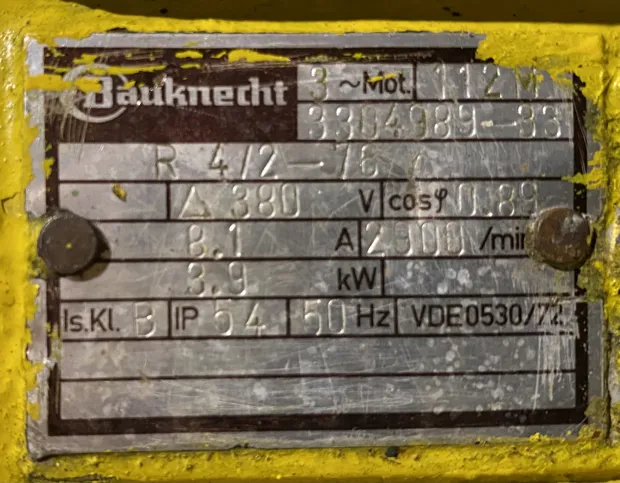 Bauknecht 3 ~Mot. 112 M
3304989-33
R 4/2-76
△ 380 V cosφ 0.89
8.1 A 2900 /min
3.9 kW
Is.Kl. B IP 54 50 Hz VDE0530/72